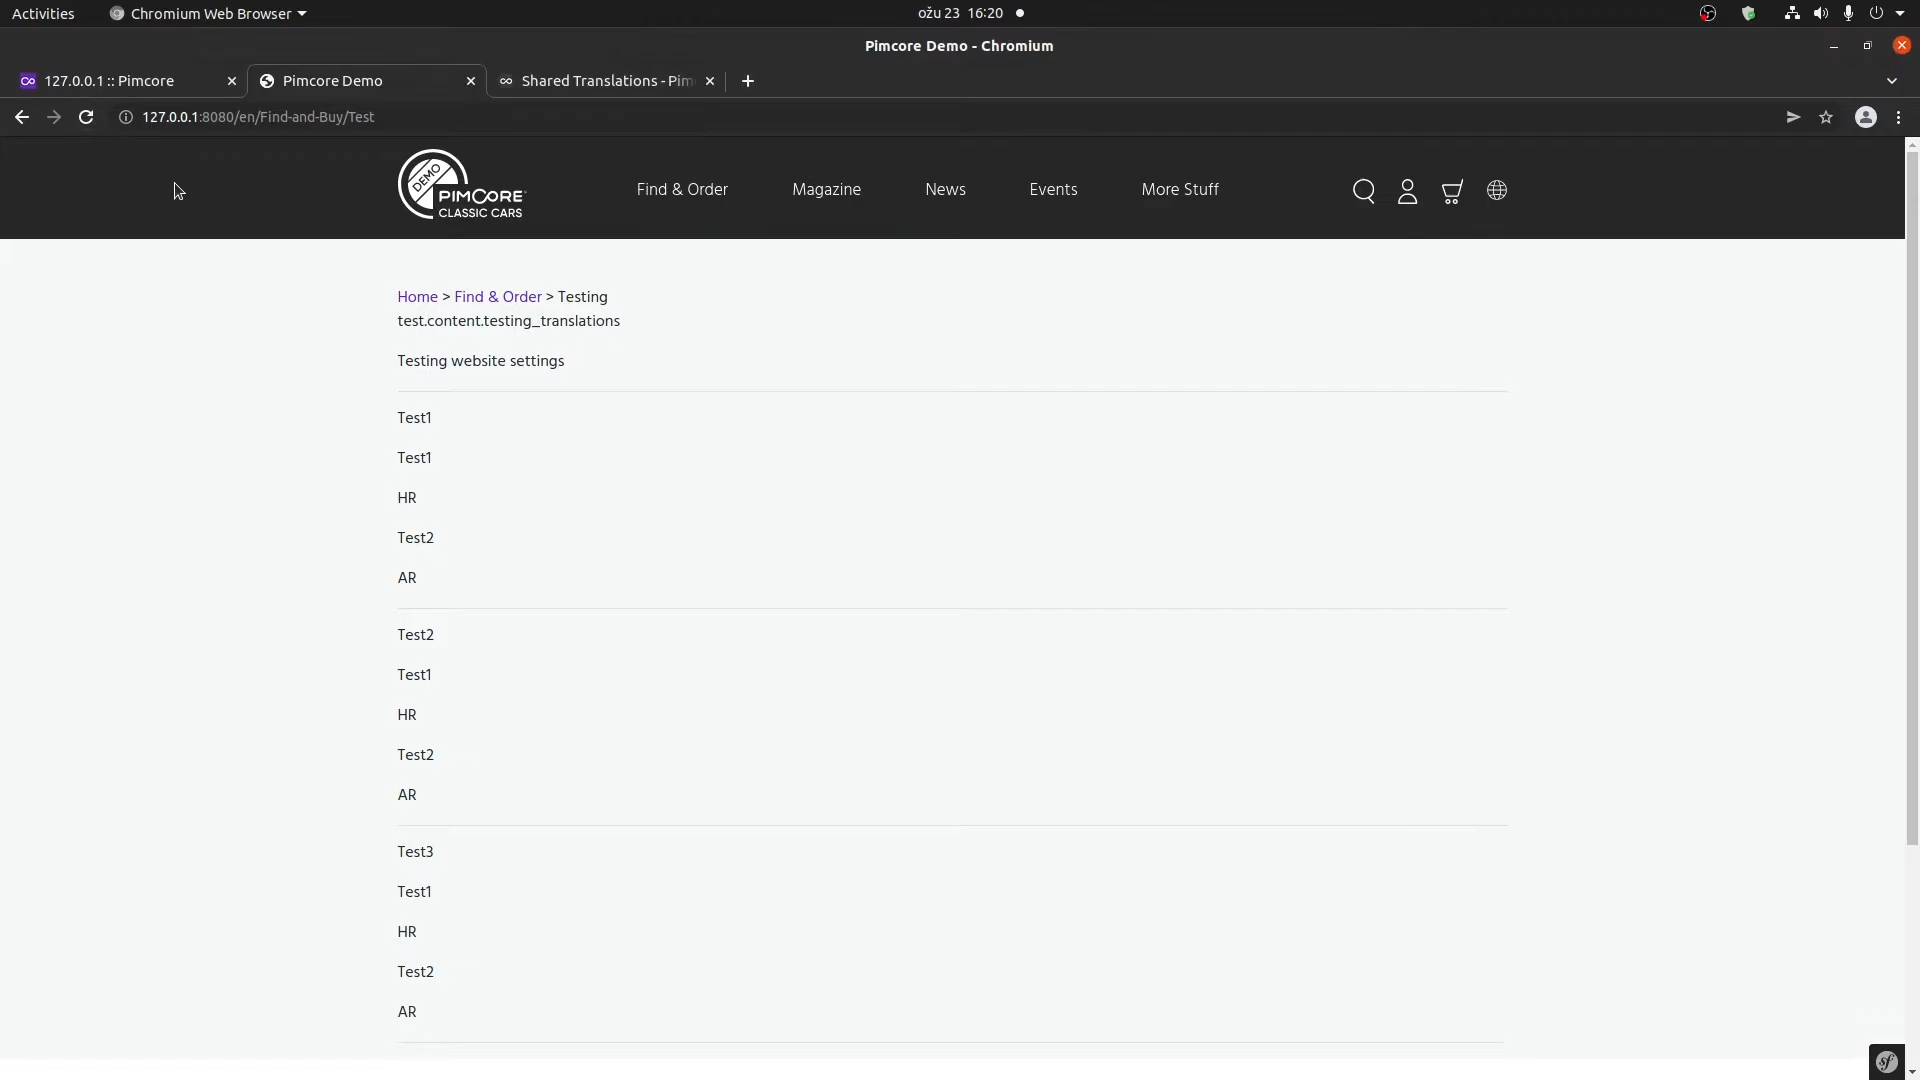 Activities
Chromium Web Browser
ožu 23 16:20
Pimcore Demo - Chromium
127.0.0.1 :: Pimcore
Pimcore Demo
Shared Translations - Pim
127.0.0.1:8080/en/Find-and-Buy/Test
DEMO
PIMCORE
CLASSIC CARS
Find & Order
Magazine
News
Events
More Stuff
Home > Find & Order > Testing
test.content.testing_translations
Testing website settings
Test1
Test1
HR
Test2
AR
Test2
Test1
HR
Test2
AR
Test3
Test1
HR
Test2
AR
sf